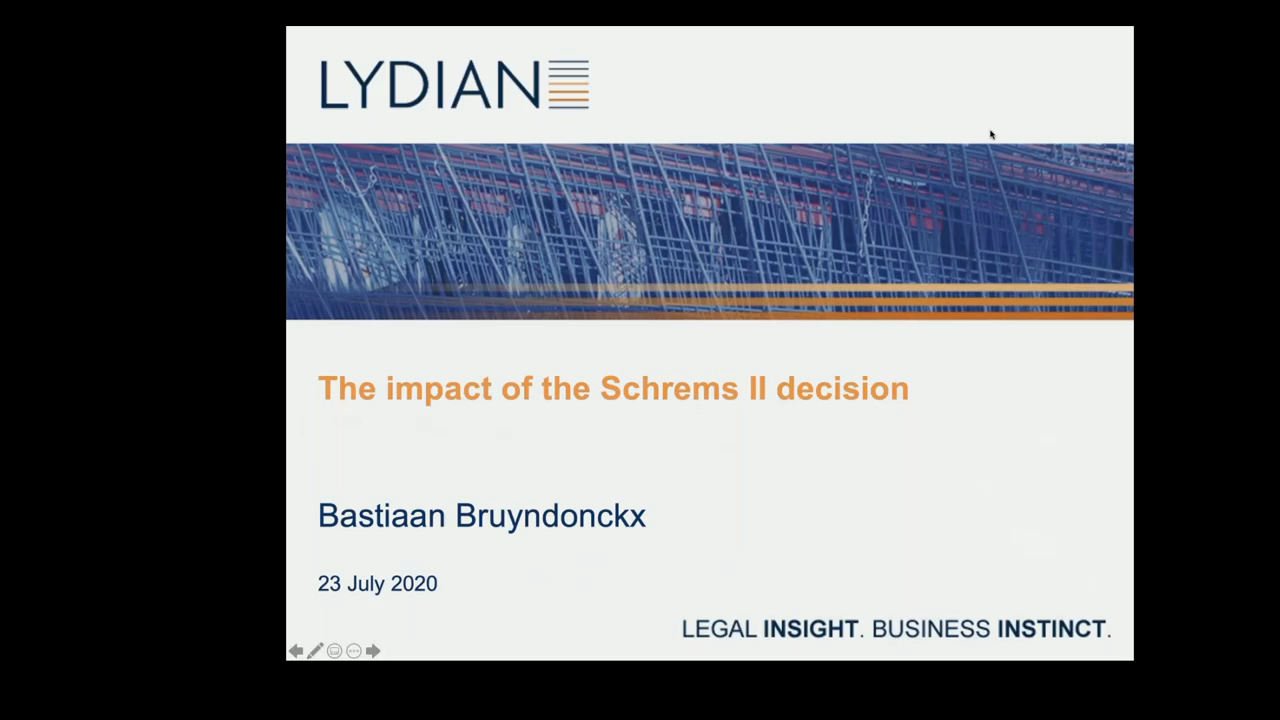 LYDIAN
The impact of the Schrems II decision
Bastiaan Bruyndonckx
23 July 2020
LEGAL INSIGHT. BUSINESS INSTINCT.